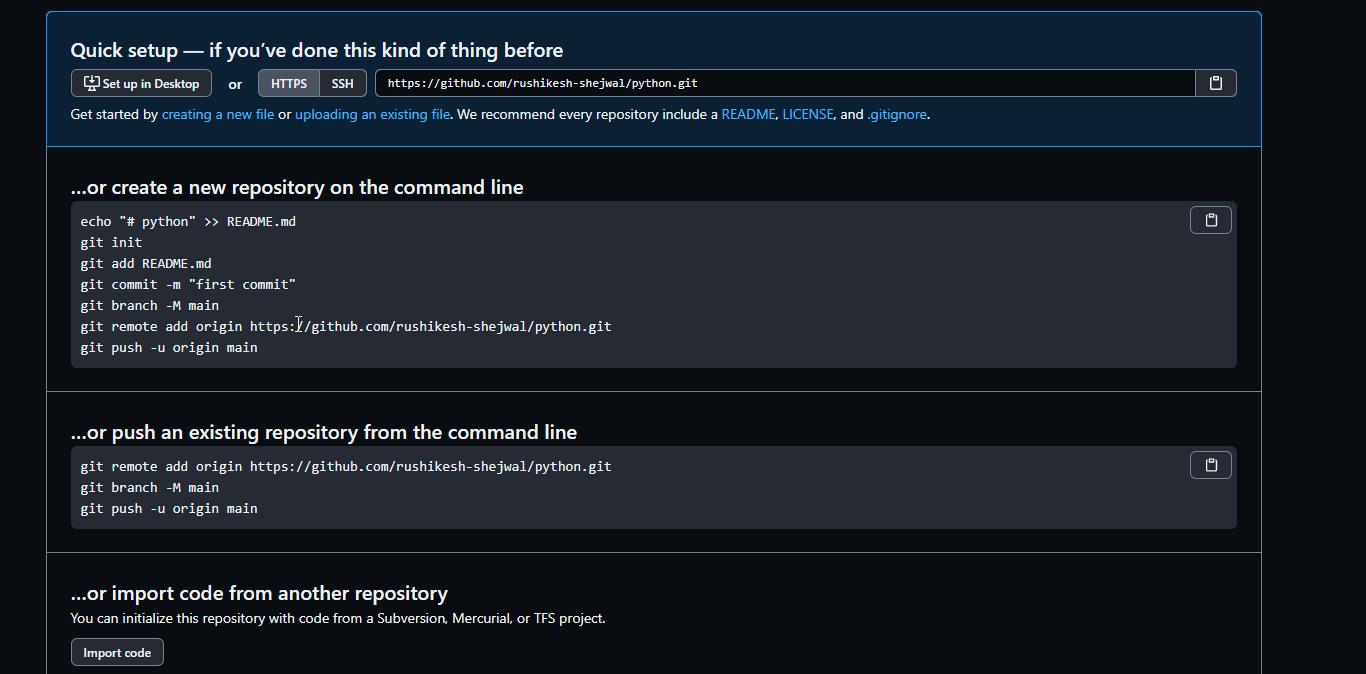 Quick setup — if you’ve done this kind of thing before
Set up in Desktop or HTTPS SSH https://github.com/rushikesh-shejwal/python.git
Get started by creating a new file or uploading an existing file. We recommend every repository include a README, LICENSE, and .gitignore.
…or create a new repository on the command line
echo "# python" >> README.md
git init
git add README.md
git commit -m "first commit"
git branch -M main
git remote add origin https://github.com/rushikesh-shejwal/python.git
git push -u origin main
…or push an existing repository from the command line
git remote add origin https://github.com/rushikesh-shejwal/python.git
git branch -M main
git push -u origin main
…or import code from another repository
You can initialize this repository with code from a Subversion, Mercurial, or TFS project.
Import code